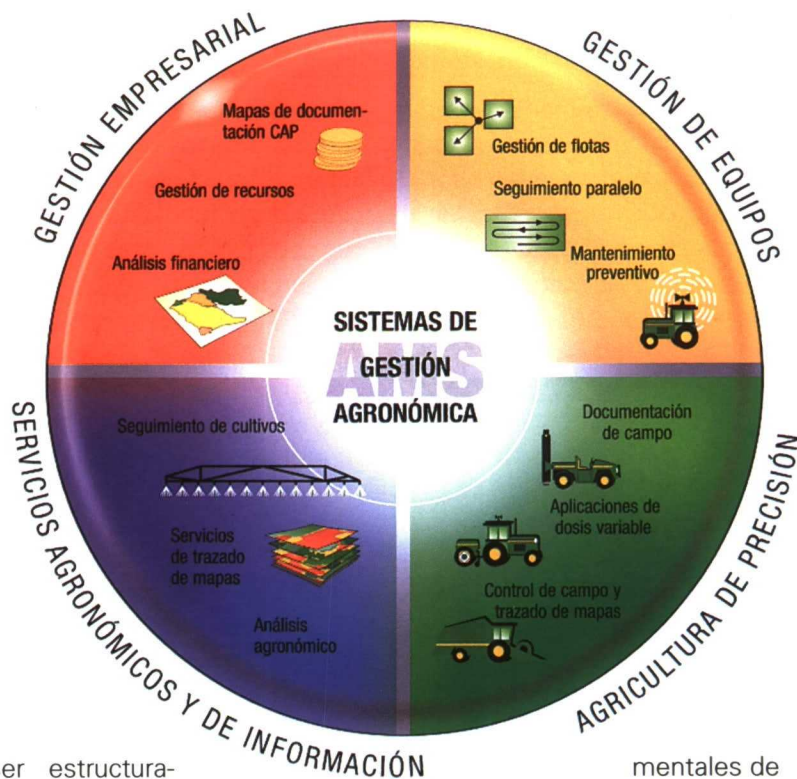 GESTIÓN EMPRESARIAL
Mapas de documen-
tación CAP
Gestión de recursos
Análisis financiero
GESTIÓN DE EQUIPOS
Gestión de flotas
Seguimiento paralelo
Mantenimiento
preventivo
SISTEMAS DE
AMS
GESTIÓN
AGRONÓMICA
SERVICIOS AGRONÓMICOS Y DE INFORMACIÓN
Seguimiento de cultivos
Servicios
de trazado
de mapas
Análisis
agronómico
AGRICULTURA DE PRECISIÓN
Documentación
de campo
Aplicaciones de
dosis variable
Control de campo y
trazado de mapas
er estructura-
mentales de